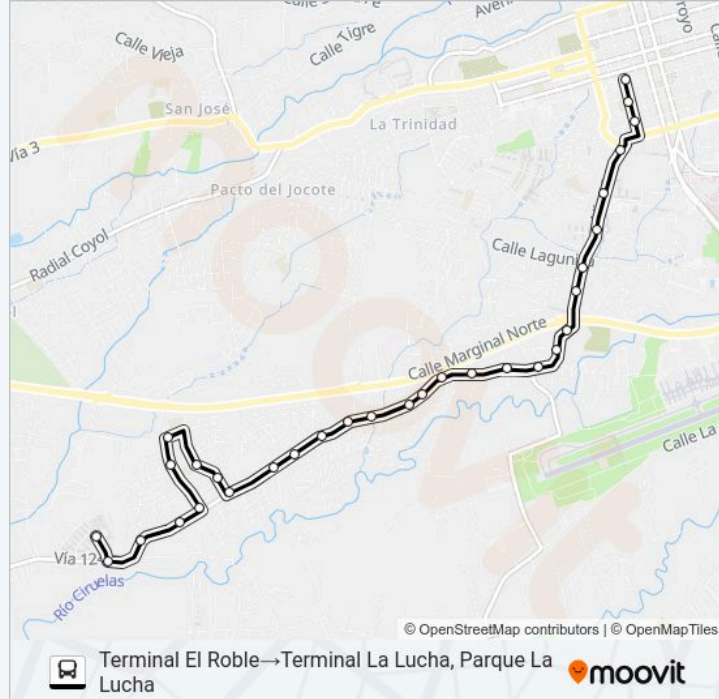 Calle Vieja
Calle Tigre
San José
La Trinidad
Vía 3
Pacto del Jocote
Radial Coyol
Calle Lagunilla
Calle Marginal Norte
Calle La
Vía 124
Río Ciruelas
© OpenStreetMap contributors | © OpenMapTiles
Terminal El Roble→Terminal La Lucha, Parque La
Lucha
moovit